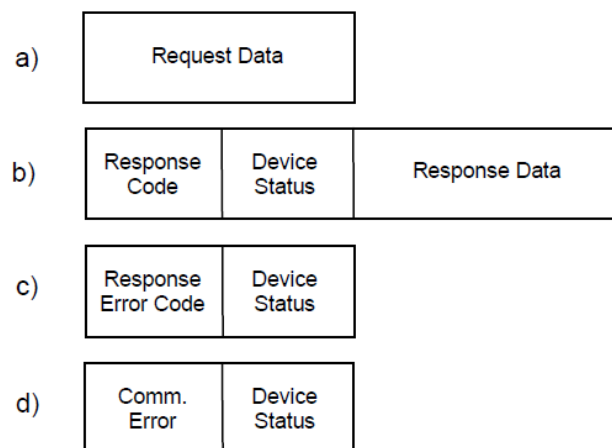 a) Request Data
b) Response Code Device Status Response Data
c) Response Error Code Device Status
d) Comm. Error Device Status